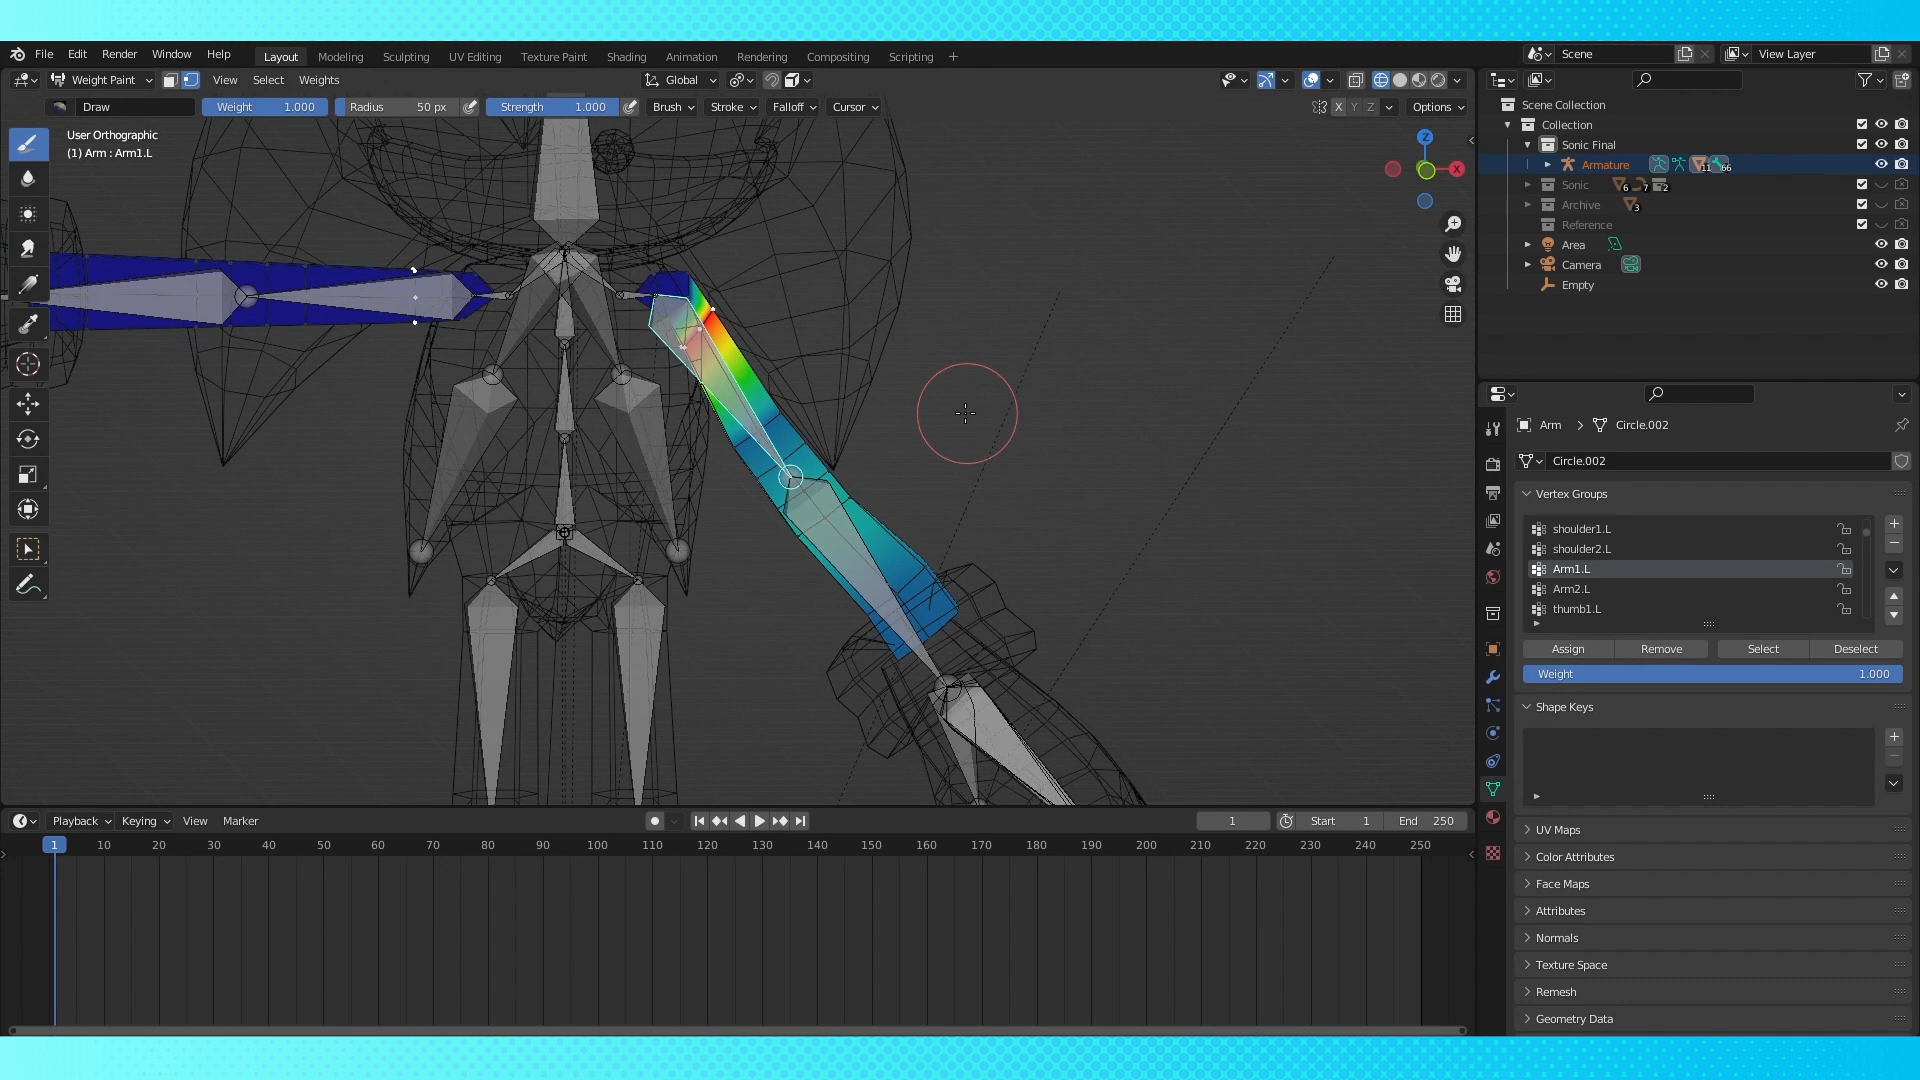 File Edit Render Window Help Layout Modeling Sculpting UV Editing Texture Paint Shading Animation Rendering Compositing Scripting + Scene View Layer
Weight Paint View Select Weights Global
Draw Weight 1.000 Radius 50 px Strength 1.000 Brush Stroke Falloff Cursor X Y Z Options
User Orthographic
(1) Arm : Arm1.L
Z
X
Scene Collection
Collection
Sonic Final
Armature 11 66
Sonic 6 7 2
Archive 3
Reference
Area
Camera
Empty
Arm > Circle.002
Circle.002
Vertex Groups
shoulder1.L
shoulder2.L
Arm1.L
Arm2.L
thumb1.L
Assign Remove Select Deselect
Weight 1.000
Shape Keys
UV Maps
Color Attributes
Face Maps
Attributes
Normals
Texture Space
Remesh
Geometry Data
Playback Keying View Marker 1 Start 1 End 250
1 10 20 30 40 50 60 70 80 90 100 110 120 130 140 150 160 170 180 190 200 210 220 230 240 250